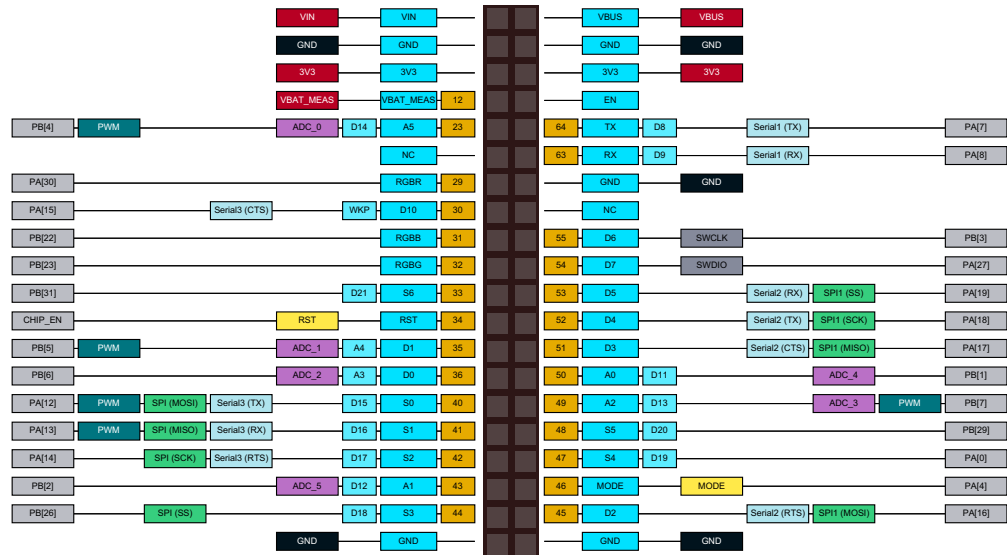 VIN VIN VBUS VBUS
GND GND GND GND
3V3 3V3 3V3 3V3
VBAT_MEAS VBAT_MEAS 12 EN
PB[4] PWM ADC_0 D14 A5 23 64 TX D8 Serial1 (TX) PA[7]
NC 63 RX D9 Serial1 (RX) PA[8]
PA[30] RGBR 29 GND GND
PA[15] Serial3 (CTS) WKP D10 30 NC
PB[22] RGBB 31 55 D6 SWCLK PB[3]
PB[23] RGBG 32 54 D7 SWDIO PA[27]
PB[31] D21 S6 33 53 D5 Serial2 (RX) SPI1 (SS) PA[19]
CHIP_EN RST RST 34 52 D4 Serial2 (TX) SPI1 (SCK) PA[18]
PB[5] PWM ADC_1 A4 D1 35 51 D3 Serial2 (CTS) SPI1 (MISO) PA[17]
PB[6] ADC_2 A3 D0 36 50 A0 D11 ADC_4 PB[1]
PA[12] PWM SPI (MOSI) Serial3 (TX) D15 S0 40 49 A2 D13 ADC_3 PWM PB[7]
PA[13] PWM SPI (MISO) Serial3 (RX) D16 S1 41 48 S5 D20 PB[29]
PA[14] SPI (SCK) Serial3 (RTS) D17 S2 42 47 S4 D19 PA[0]
PB[2] ADC_5 D12 A1 43 46 MODE MODE PA[4]
PB[26] SPI (SS) D18 S3 44 45 D2 Serial2 (RTS) SPI1 (MOSI) PA[16]
GND GND GND GND